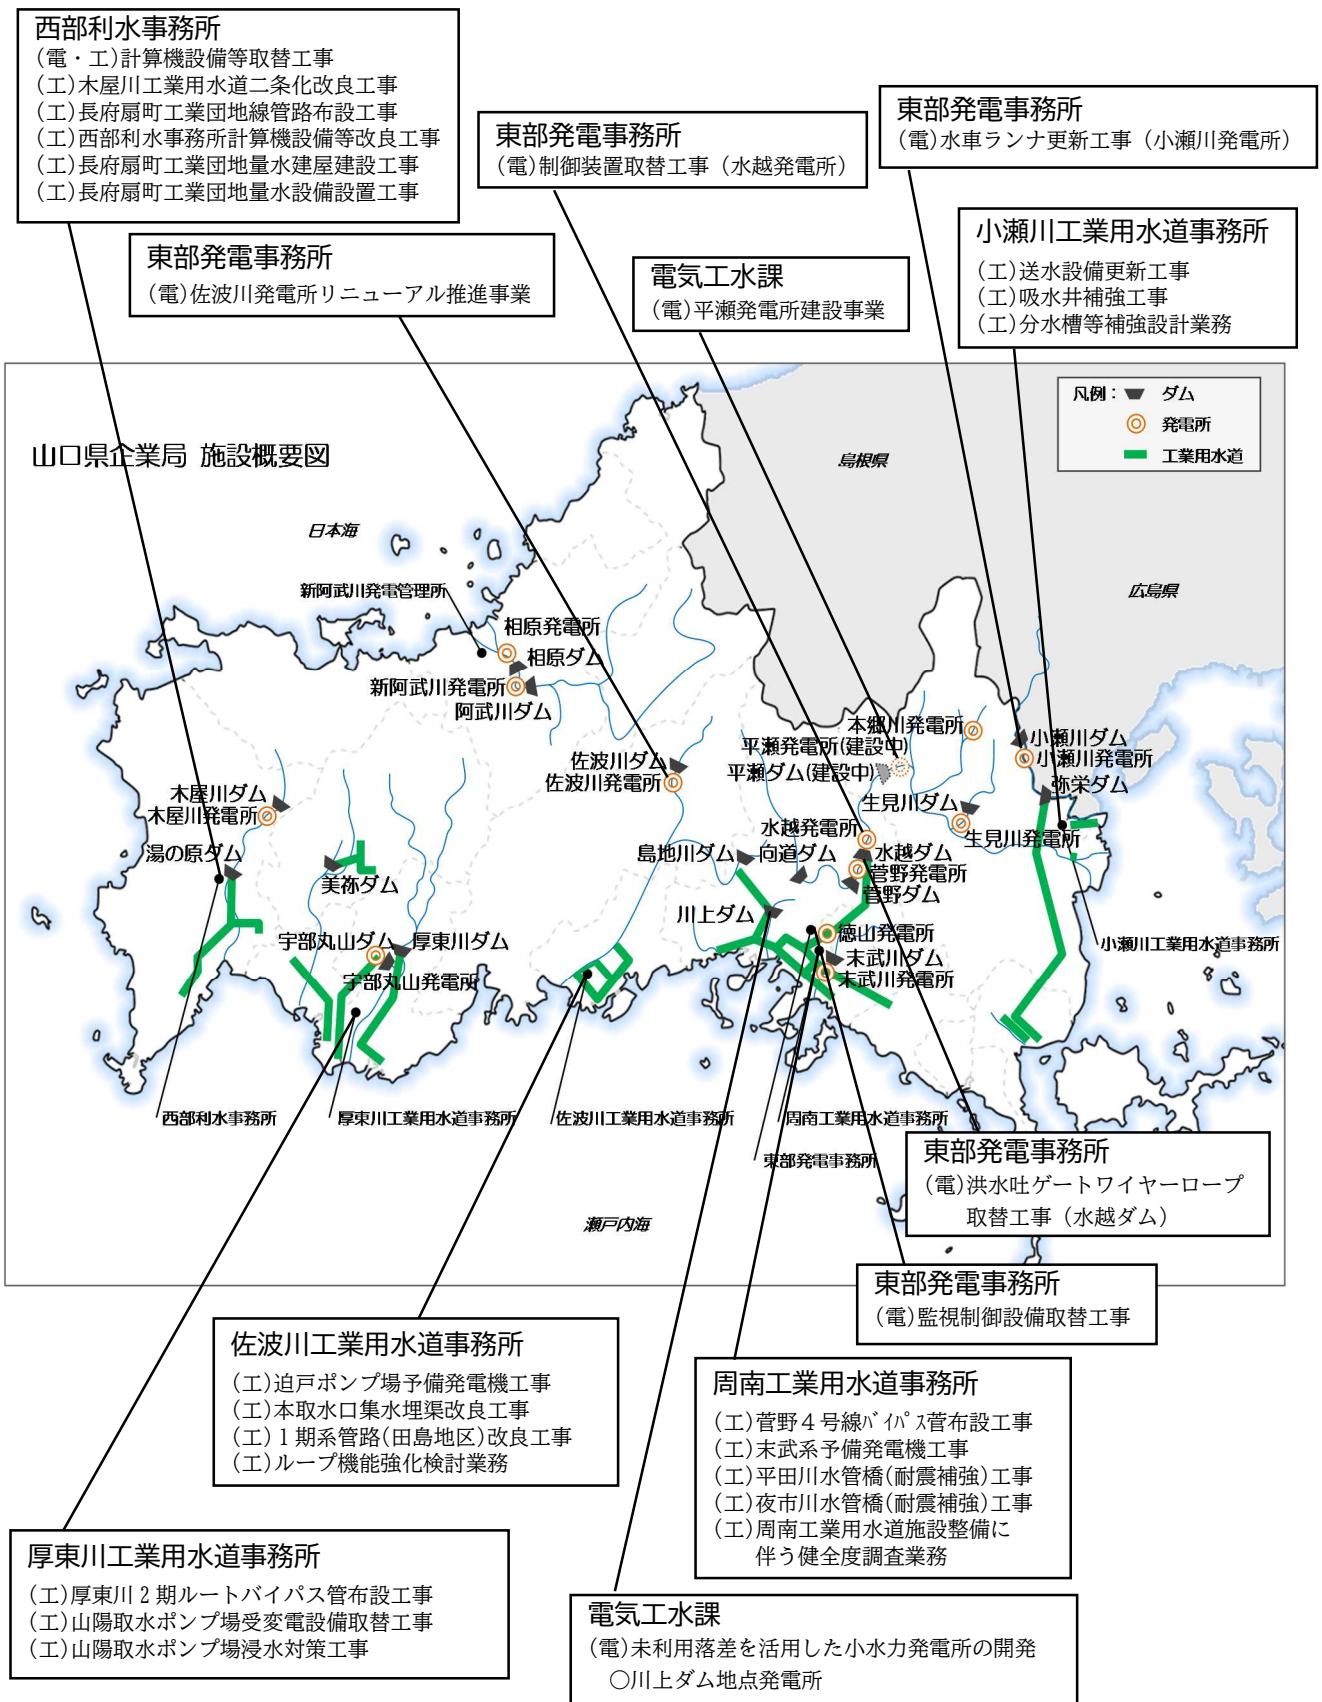 西部利水事務所
(電・工)計算機設備等取替工事
(工)木屋川工業用水道二条化改良工事
(工)長府扇町工業団地線管路布設工事
(工)西部利水事務所計算機設備等改良工事
(工)長府扇町工業団地量水建屋建設工事
(工)長府扇町工業団地量水設備設置工事
東部発電事務所
(電)制御装置取替工事（水越発電所）
東部発電事務所
(電)水車ランナ更新工事（小瀬川発電所）
東部発電事務所
(電)佐波川発電所リニューアル推進事業
電気工水課
(電)平瀬発電所建設事業
小瀬川工業用水道事務所
(工)送水設備更新工事
(工)吸水井補強工事
(工)分水槽等補強設計業務
山口県企業局 施設概要図
凡例：
ダム
発電所
工業用水道
島根県
日本海
広島県
新阿武川発電管理所
相原発電所
相原ダム
新阿武川発電所
阿武川ダム
本郷川発電所
平瀬発電所(建設中)
平瀬ダム(建設中)
小瀬川ダム
小瀬川発電所
弥栄ダム
佐波川ダム
佐波川発電所
木屋川ダム
木屋川発電所
生見川ダム
生見川発電所
水越発電所
水越ダム
島地川ダム
向道ダム
菅野発電所
菅野ダム
湯の原ダム
美祢ダム
川上ダム
徳山発電所
末武川ダム
末武川発電所
宇部丸山ダム
厚東川ダム
宇部丸山発電所
小瀬川工業用水道事務所
西部利水事務所
厚東川工業用水道事務所
佐波川工業用水道事務所
周南工業用水道事務所
東部発電事務所
瀬戸内海
東部発電事務所
(電)洪水吐ゲートワイヤーロープ
取替工事（水越ダム）
東部発電事務所
(電)監視制御設備取替工事
佐波川工業用水道事務所
(工)迫戸ポンプ場予備発電機工事
(工)本取水口集水埋渠改良工事
(工)１期系管路(田島地区)改良工事
(工)ループ機能強化検討業務
周南工業用水道事務所
(工)菅野４号線ﾊﾞｲﾊﾟｽ菅布設工事
(工)末武系予備発電機工事
(工)平田川水管橋(耐震補強)工事
(工)夜市川水管橋(耐震補強)工事
(工)周南工業用水道施設整備に
伴う健全度調査業務
厚東川工業用水道事務所
(工)厚東川２期ルートバイパス管布設工事
(工)山陽取水ポンプ場受変電設備取替工事
(工)山陽取水ポンプ場浸水対策工事
電気工水課
(電)未利用落差を活用した小水力発電所の開発
○川上ダム地点発電所